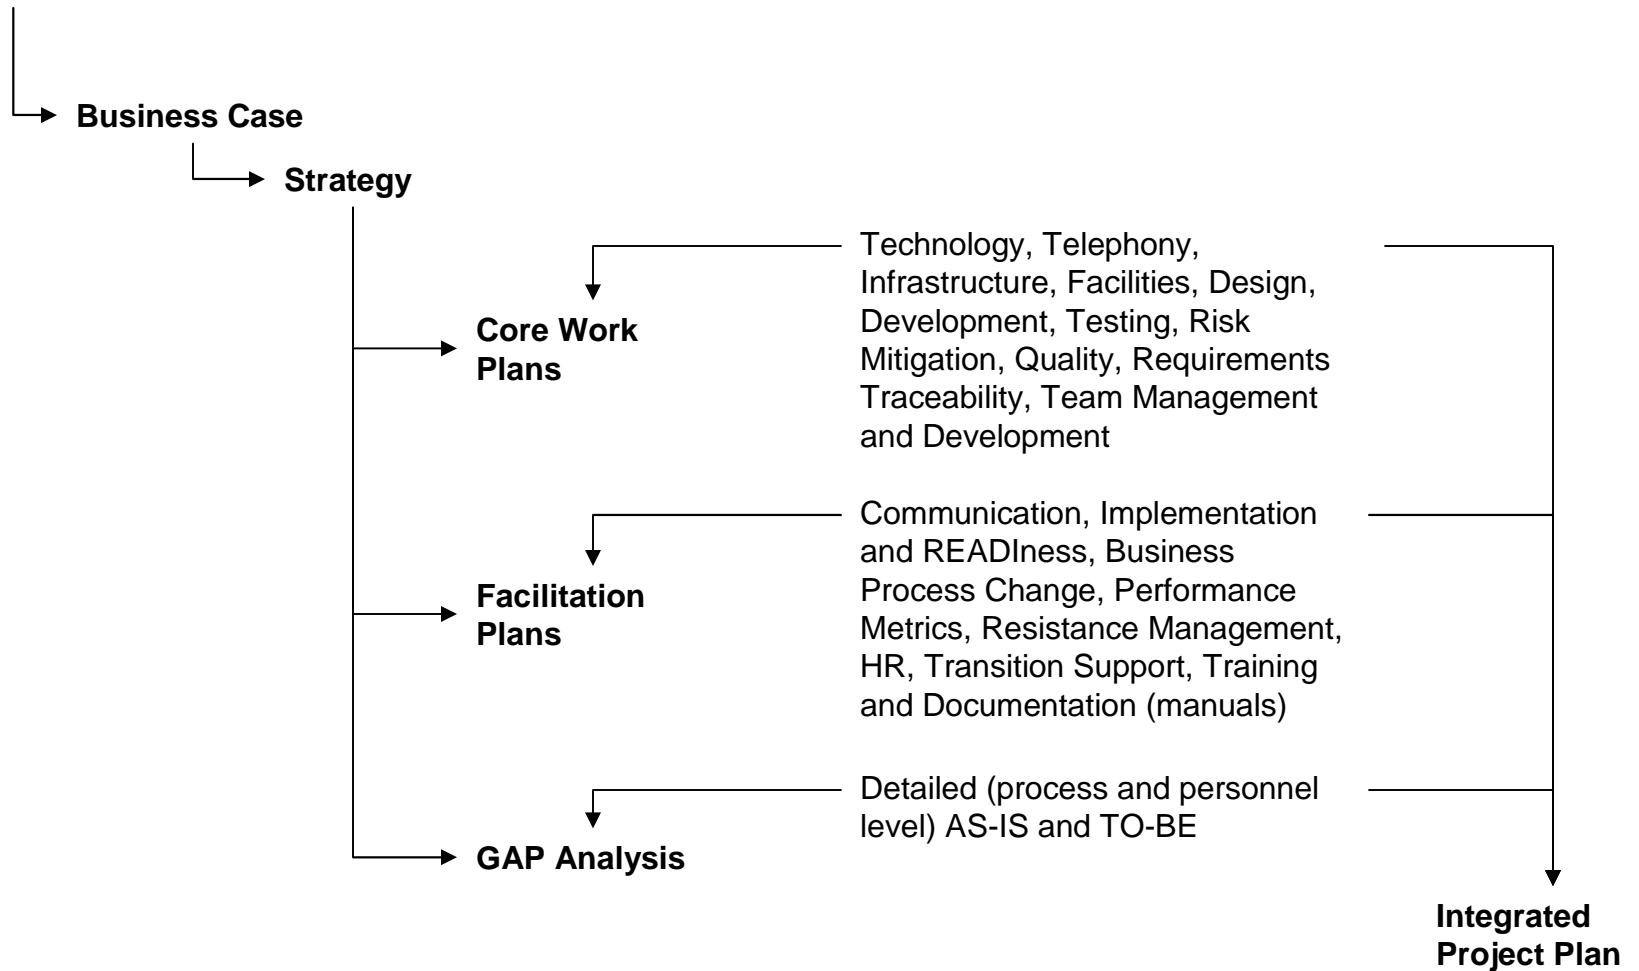 Business Case
Strategy
Technology, Telephony,
Infrastructure, Facilities, Design,
Development, Testing, Risk
Mitigation, Quality, Requirements
Traceability, Team Management
and Development
Core Work
Plans
Communication, Implementation
and READIness, Business
Process Change, Performance
Metrics, Resistance Management,
HR, Transition Support, Training
and Documentation (manuals)
Facilitation
Plans
Detailed (process and personnel
level) AS-IS and TO-BE
GAP Analysis
Integrated
Project Plan